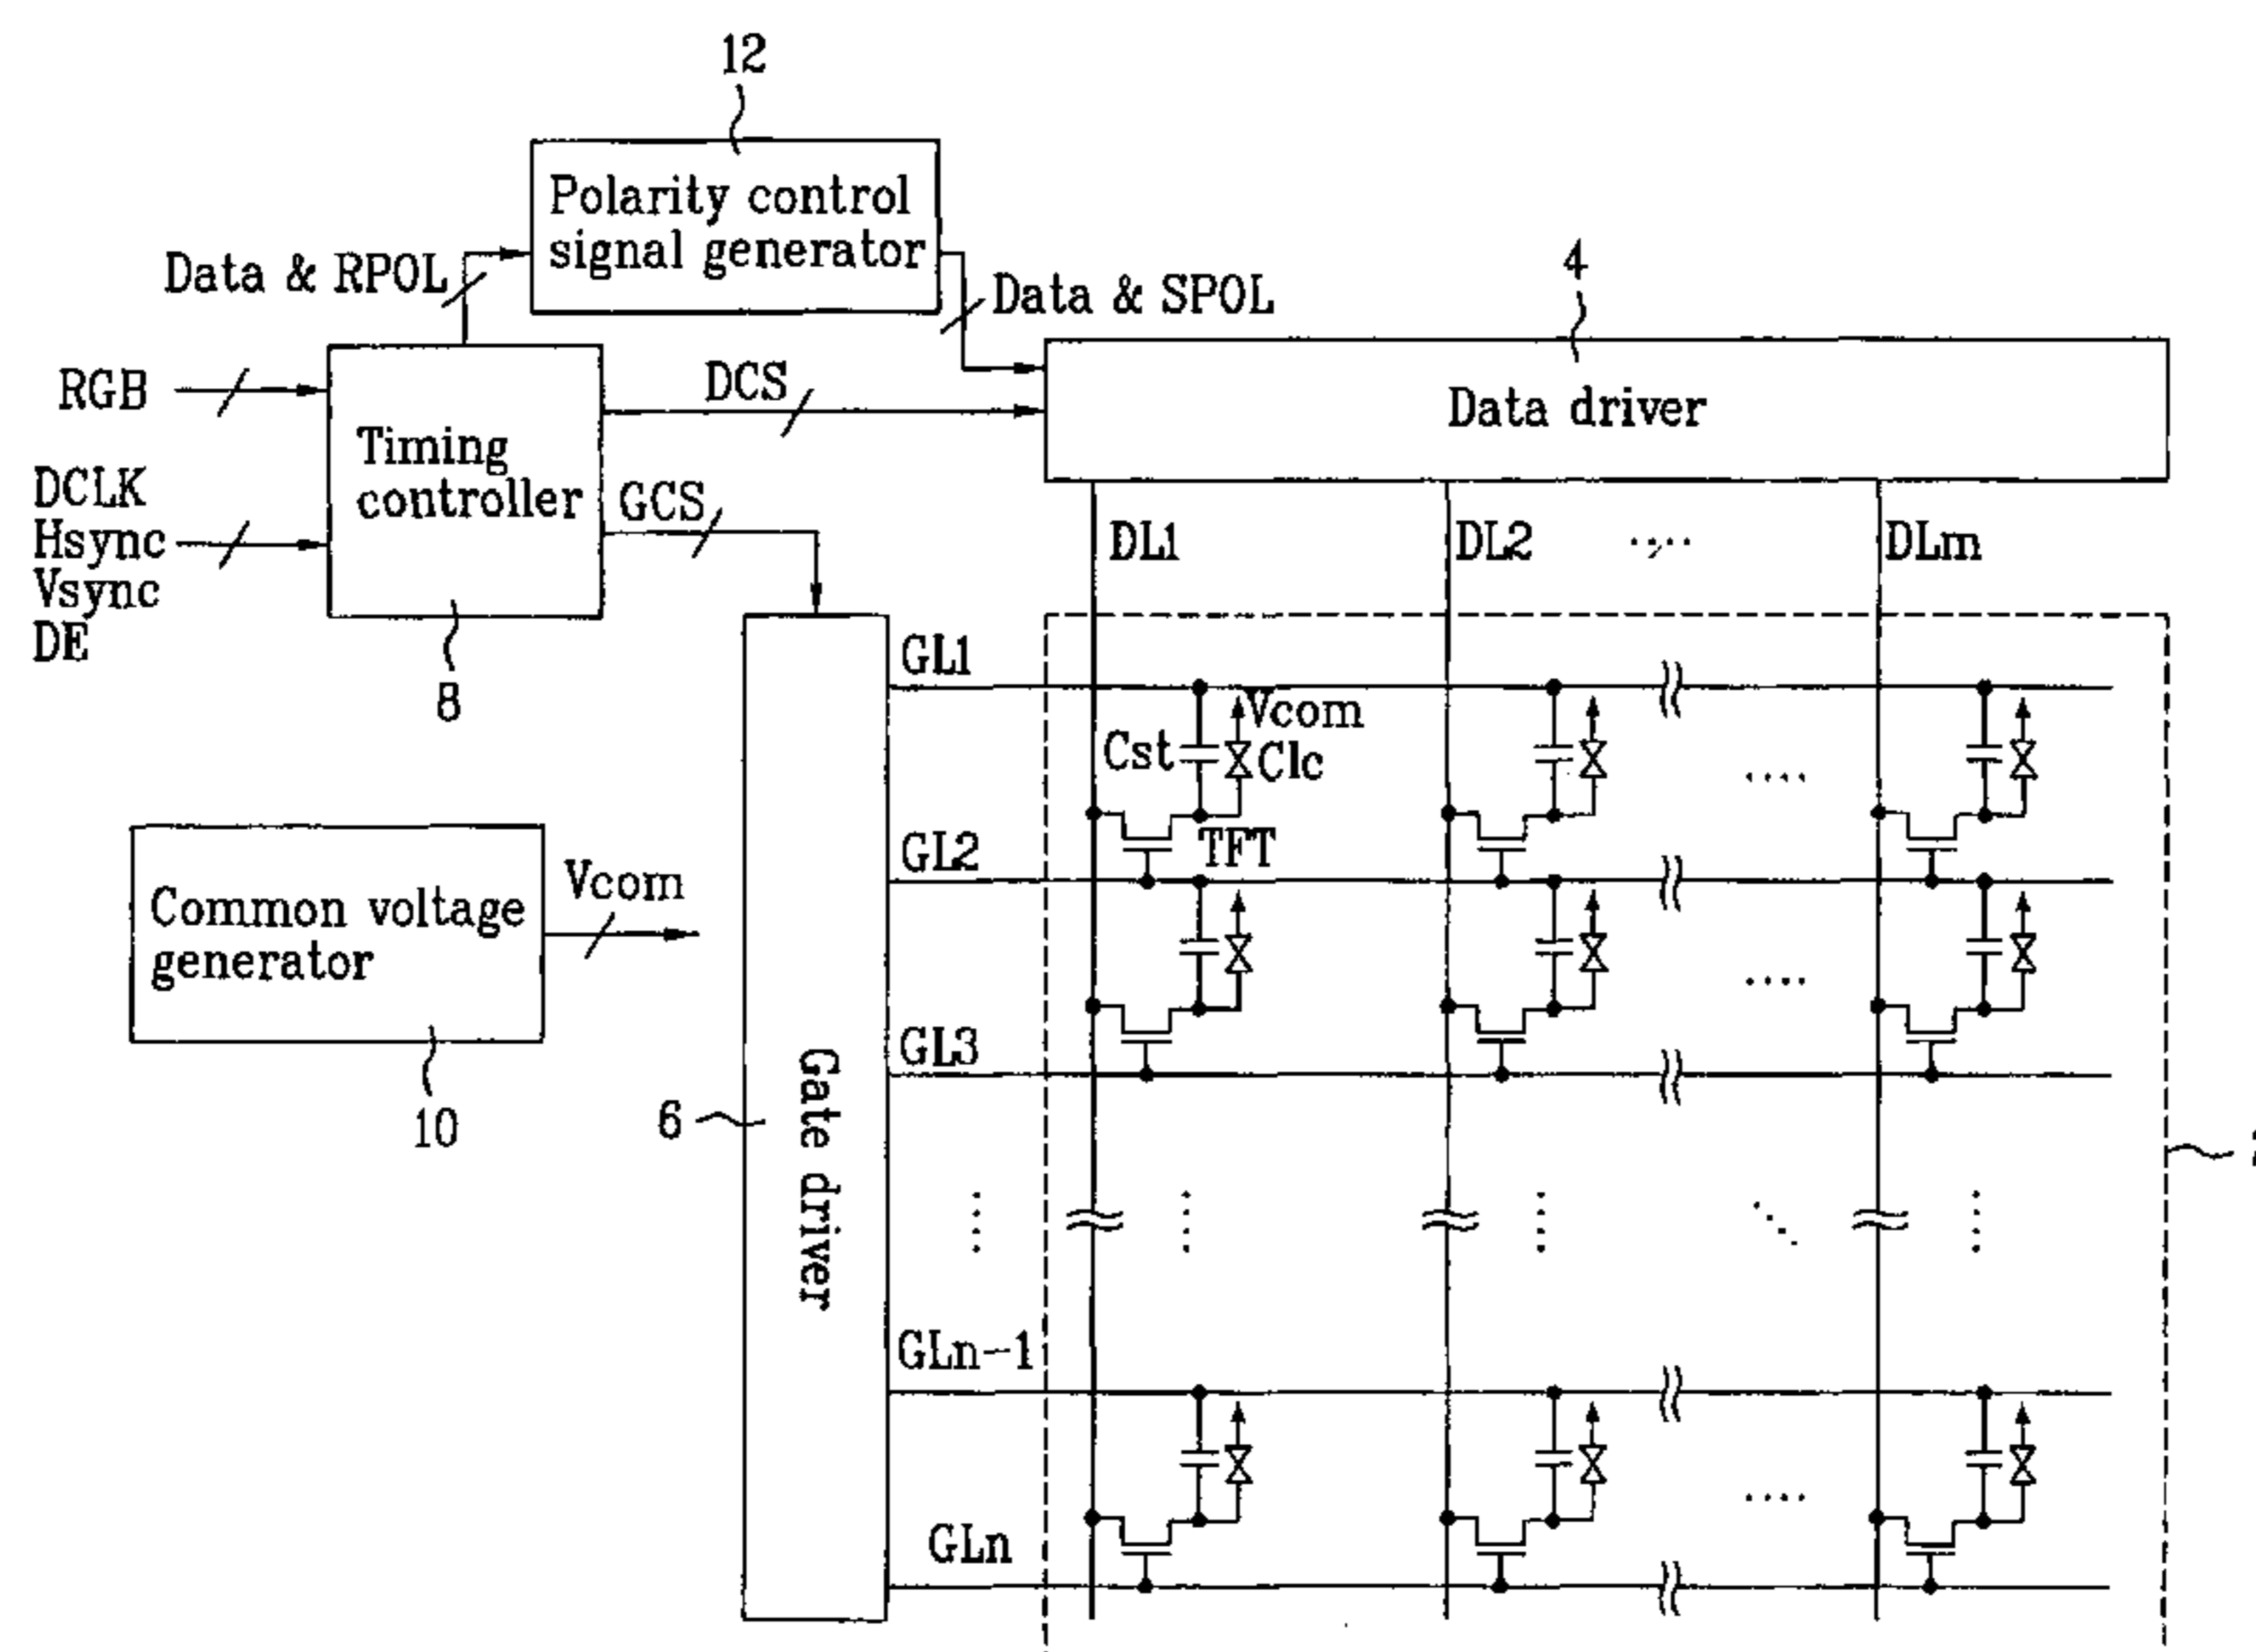 12
Polarity control
signal generator
Data & RPOL
Data & SPOL
4
Data driver
RGB
DCLK
Hsync
Vsync
DE
Timing
controller
8
DCS
GCS
DL1
DL2
DLm
GL1
Vcom
Cst
Clc
TFT
GL2
Common voltage
generator
Vcom
10
GL3
6
Gate driver
GLn-1
GLn